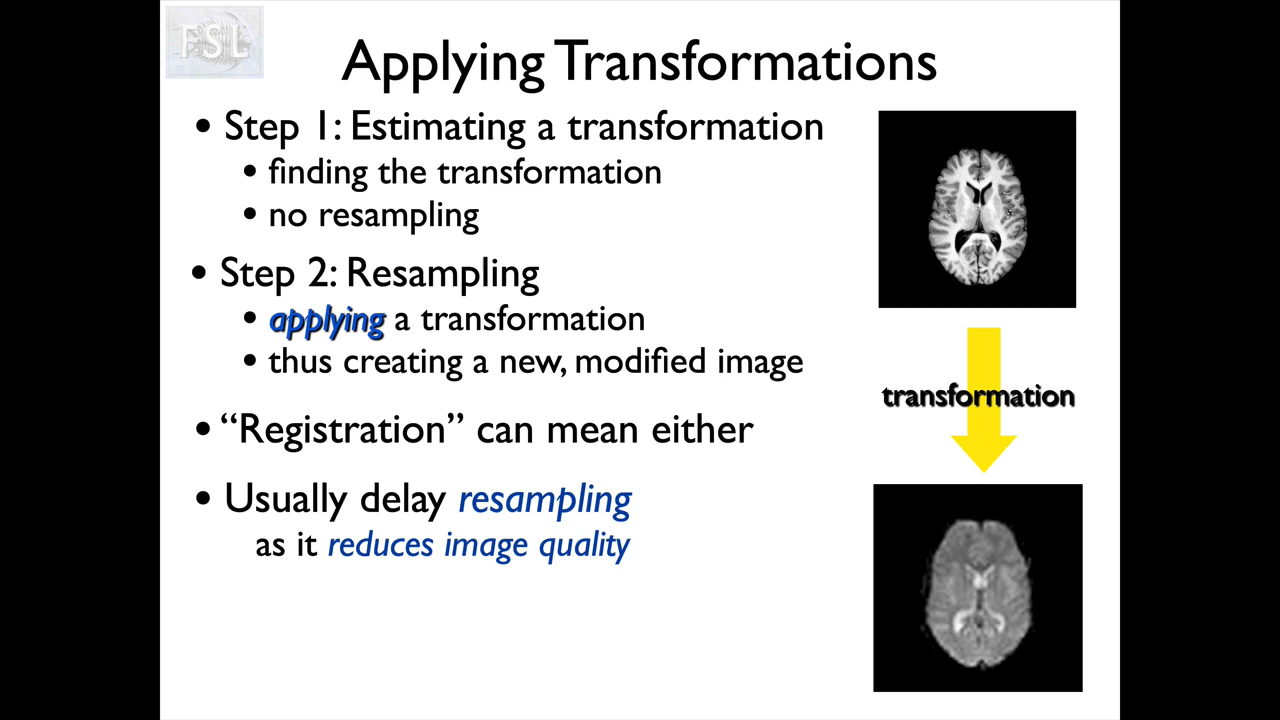 FSL
Applying Transformations
• Step 1: Estimating a transformation
• finding the transformation
• no resampling
• Step 2: Resampling
• applying a transformation
• thus creating a new, modified image
• “Registration” can mean either
• Usually delay resampling
as it reduces image quality
transformation